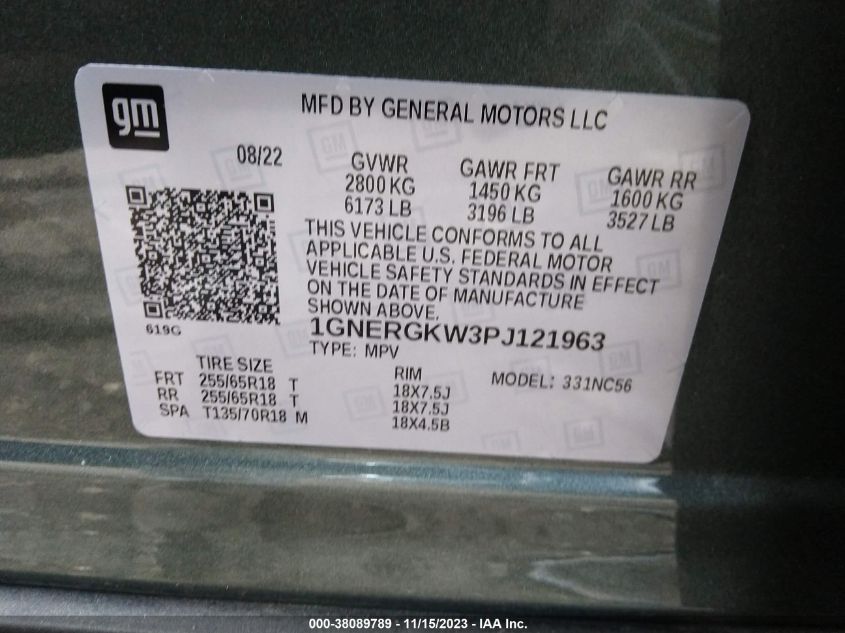 gm
MFD BY GENERAL MOTORS LLC
08/22
GVWR
2800 KG
6173 LB
GAWR FRT
1450 KG
3196 LB
GAWR RR
1600 KG
3527 LB
THIS VEHICLE CONFORMS TO ALL
APPLICABLE U.S. FEDERAL MOTOR
VEHICLE SAFETY STANDARDS IN EFFECT
ON THE DATE OF MANUFACTURE
SHOWN ABOVE.
619G
1GNERGKW3PJ121963
TYPE: MPV
MODEL: 331NC56
TIRE SIZE
FRT 255/65R18 T
RR 255/65R18 T
SPA T135/70R18 M
RIM
18X7.5J
18X7.5J
18X4.5B
000-38089789 - 11/15/2023 - IAA Inc.